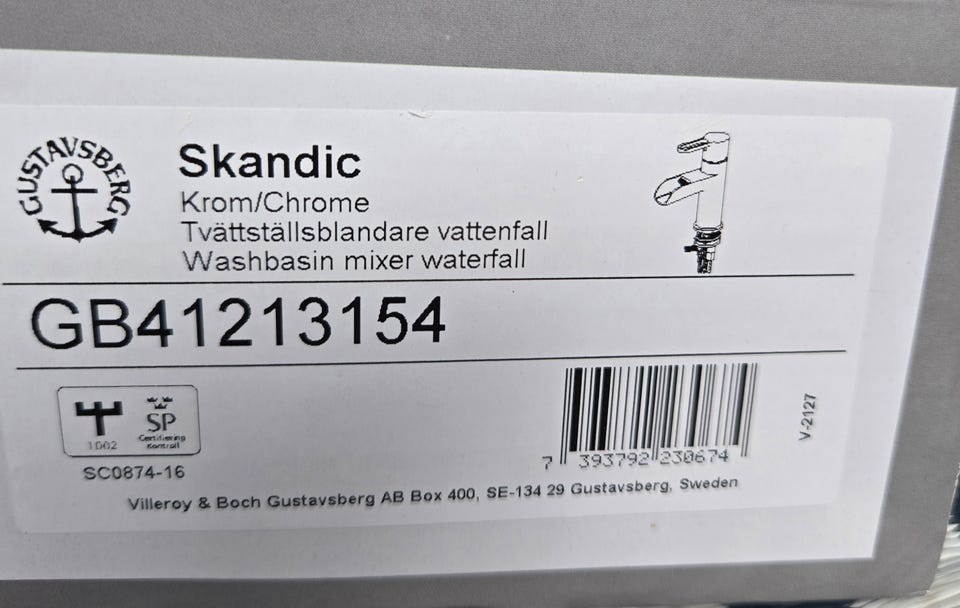 GUSTAVSBERG
Skandic
Krom/Chrome
Tvättställsblandare vattenfall
Washbasin mixer waterfall
GB41213154
1002
SP
Certifiering
Kontroll
SC0874-16
7 393792 230674
V-2127
Villeroy & Boch Gustavsberg AB Box 400, SE-134 29 Gustavsberg, Sweden